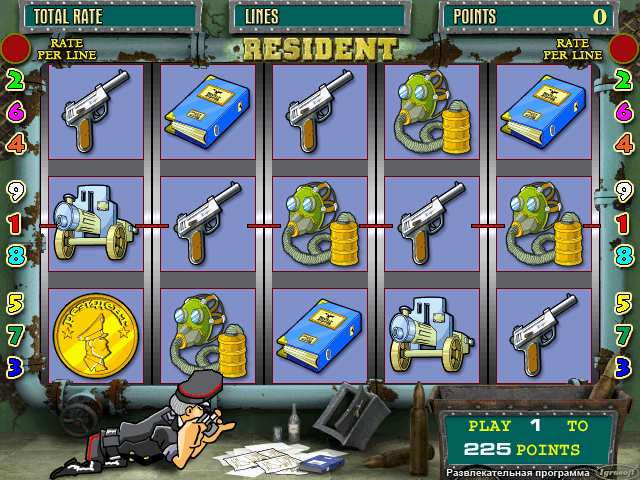 TOTAL RATE
LINES
POINTS 0
RESIDENT
RATE
PER LINE
RATE
PER LINE
2 2
6 6
4 4
9 9
1 1
8 8
5 5
7 7
3 3
PLAY 1 TO
225 POINTS
Развлекательная программа Igrosoft